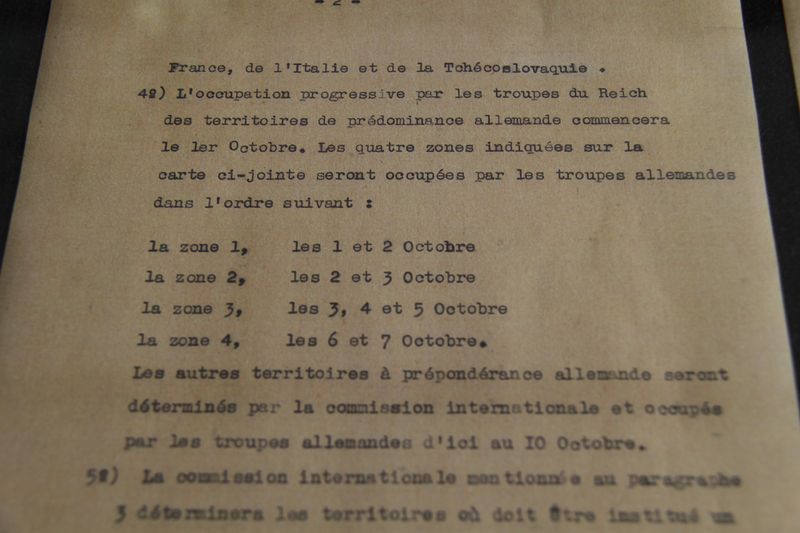 - 2 -
France, de l'Italie et de la Tchécoslovaquie .
4º) L'occupation progressive par les troupes du Reich
des territoires de prédominance allemande commencera
le 1er Octobre. Les quatre zones indiquées sur la
carte ci-jointe seront occupées par les troupes allemandes
dans l'ordre suivant :
la zone 1, les 1 et 2 Octobre
la zone 2, les 2 et 3 Octobre
la zone 3, les 3, 4 et 5 Octobre
la zone 4, les 6 et 7 Octobre.
Les autres territoires à prépondérance allemande seront
déterminés par la commission internationale et occupés
par les troupes allemandes d'ici au 10 Octobre.
5º) La commission internationale mentionnée au paragraphe
3 déterminera les territoires où doit être institué un